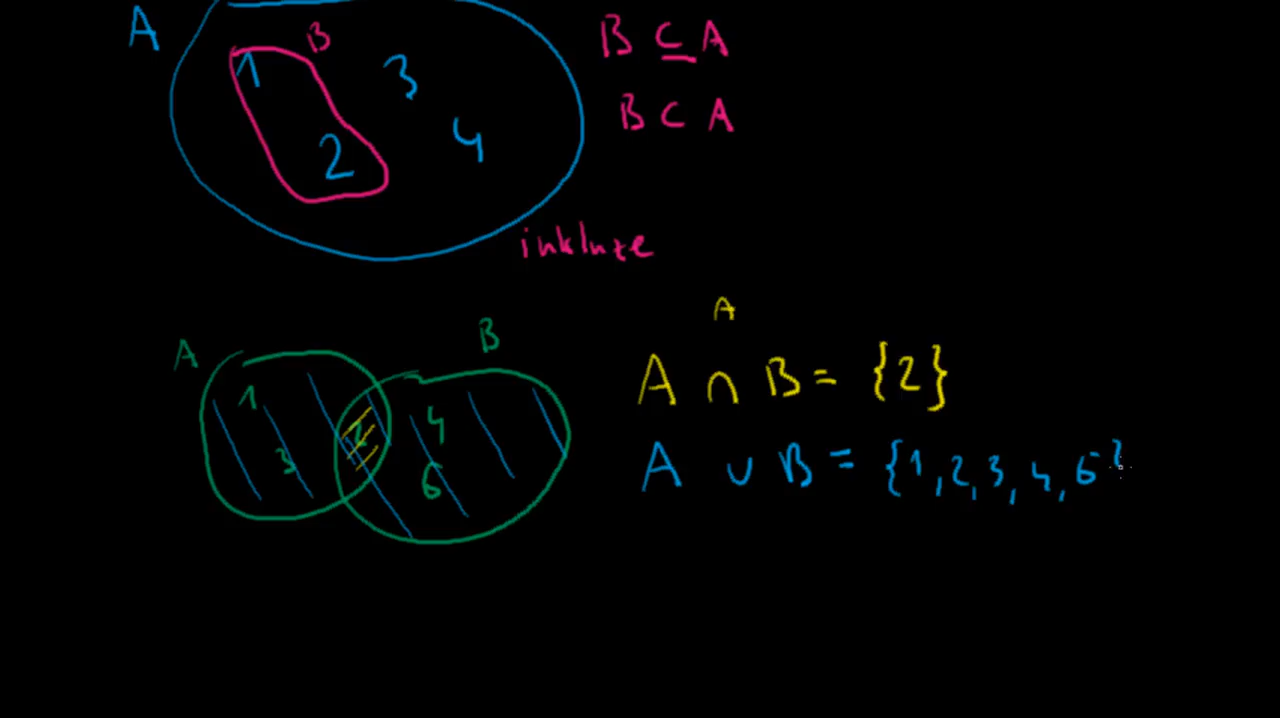 A
B
1
2
3
4
B ⊆ A
B ⊂ A
inkluze
A
B
1
3
2
4
6
A
A ∩ B = {2}
A ∪ B = {1,2,3,4,6}